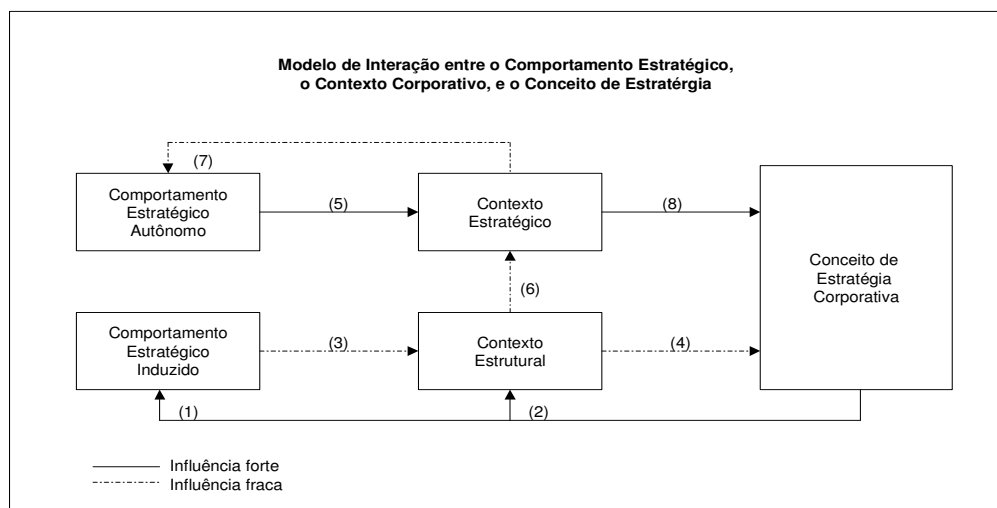 Modelo de Interação entre o Comportamento Estratégico,
o Contexto Corporativo, e o Conceito de Estratérgia
(7)
Comportamento
Estratégico
Autônomo
(5)
Contexto
Estratégico
(8)
Conceito de
Estratégia
Corporativa
(6)
Comportamento
Estratégico
Induzido
(3)
Contexto
Estrutural
(4)
(1)
(2)
Influência forte
Influência fraca